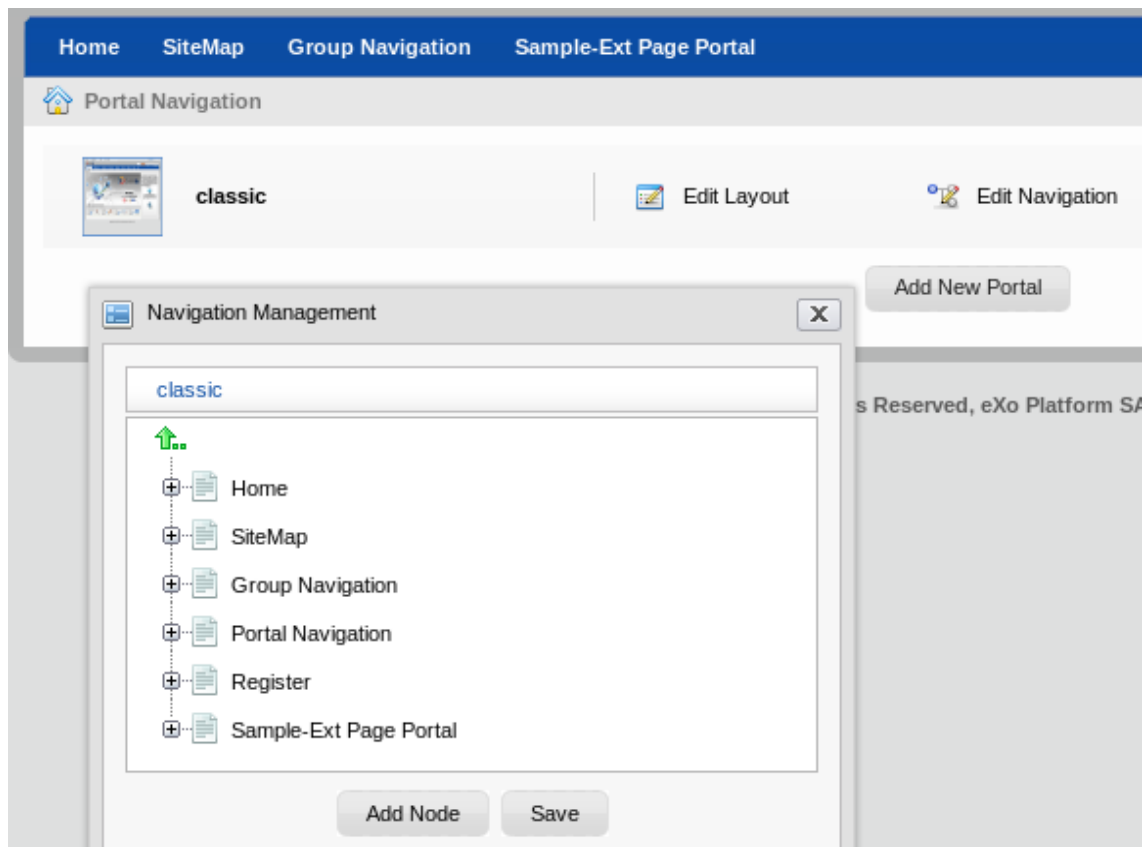 Home SiteMap Group Navigation Sample-Ext Page Portal
Portal Navigation
classic Edit Layout Edit Navigation
Add New Portal
Navigation Management
classic
s Reserved, eXo Platform SA
Home
SiteMap
Group Navigation
Portal Navigation
Register
Sample-Ext Page Portal
Add Node Save